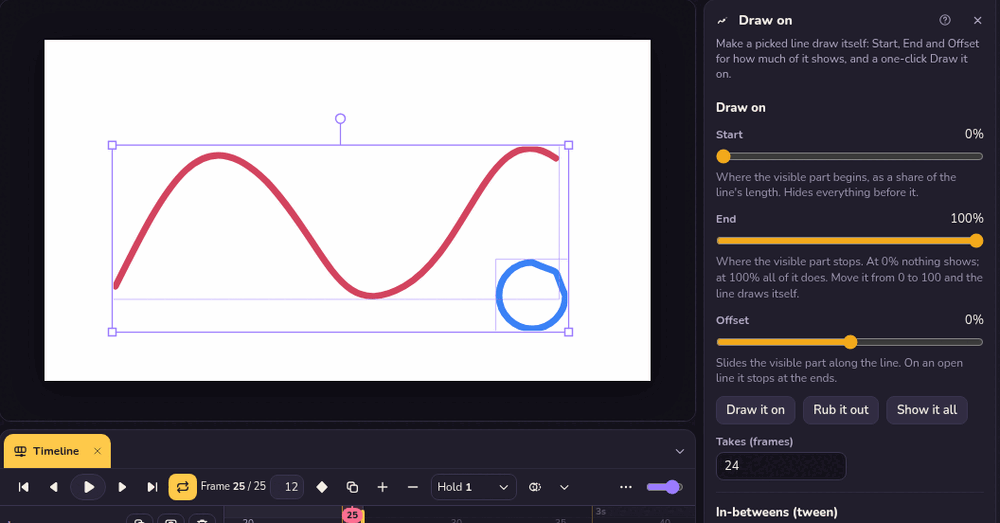 Draw on
Make a picked line draw itself: Start, End and Offset
for how much of it shows, and a one-click Draw it
on.
Draw on
Start 0%
Where the visible part begins, as a share of the
line's length. Hides everything before it.
End 100%
Where the visible part stops. At 0% nothing shows;
at 100% all of it does. Move it from 0 to 100 and the
line draws itself.
Offset 0%
Slides the visible part along the line. On an open
line it stops at the ends.
Draw it on Rub it out Show it all
Takes (frames)
24
In-betweens (tween)
Timeline
Frame 25 / 25 12 Hold 1
20 25 30 35 3s 40